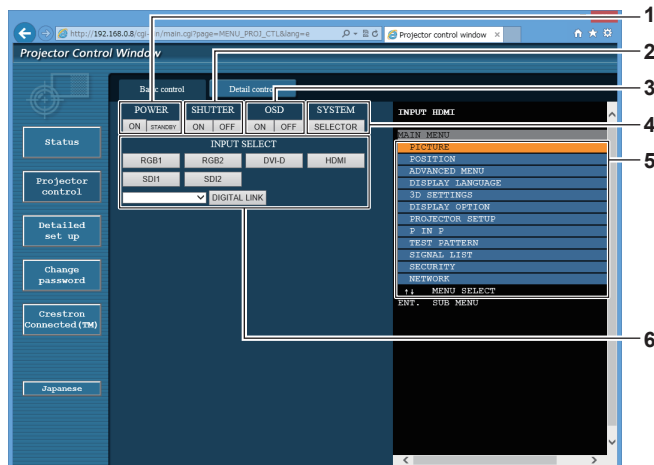 1
http://192.168.0.8/cgi-bin/main.cgi?page=MENU_PROJ_CTL&lang=e
Projector control window
Projector Control Window
2
Basic control
Detail control
3
POWER
SHUTTER
OSD
SYSTEM
ON
STANDBY
ON
OFF
ON
OFF
SELECTOR
4
INPUT SELECT
RGB1
RGB2
DVI-D
HDMI
SDI1
SDI2
DIGITAL LINK
INPUT HDMI
MAIN MENU
PICTURE
5
POSITION
ADVANCED MENU
DISPLAY LANGUAGE
3D SETTINGS
DISPLAY OPTION
PROJECTOR SETUP
P IN P
TEST PATTERN
SIGNAL LIST
SECURITY
NETWORK
↑↓ MENU SELECT
ENT. SUB MENU
6
Status
Projector
control
Detailed
set up
Change
password
Crestron
Connected(TM)
Japanese